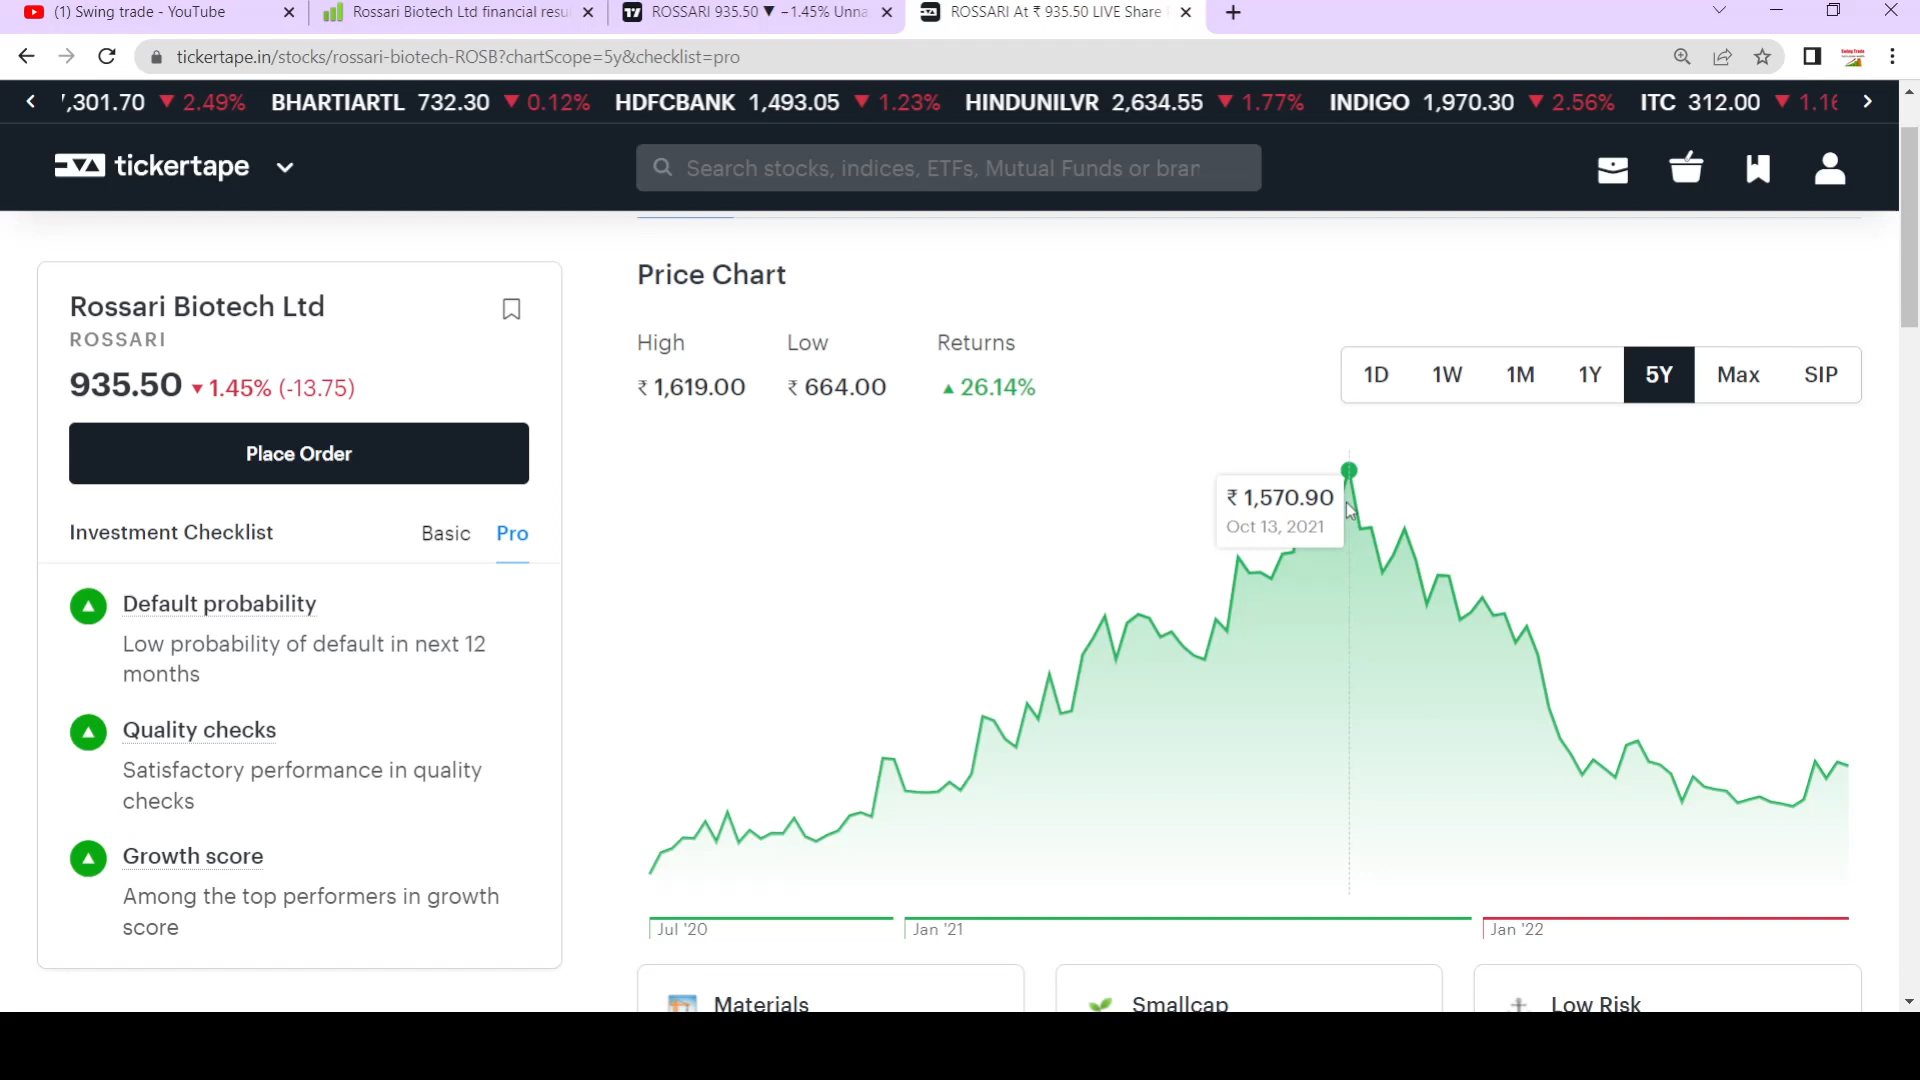 (1) Swing trade - YouTube
Rossari Biotech Ltd financial resu
ROSSARI 935.50 ▼ −1.45% Unna
ROSSARI At ₹ 935.50 LIVE Share
tickertape.in/stocks/rossari-biotech-ROSB?chartScope=5y&checklist=pro
,301.70 ▼ 2.49% BHARTIARTL 732.30 ▼ 0.12% HDFCBANK 1,493.05 ▼ 1.23% HINDUNILVR 2,634.55 ▼ 1.77% INDIGO 1,970.30 ▼ 2.56% ITC 312.00 ▼ 1.16
tickertape
Search stocks, indices, ETFs, Mutual Funds or bran
Rossari Biotech Ltd
ROSSARI
935.50 ▼ 1.45% (-13.75)
Place Order
Investment Checklist Basic Pro
Default probability
Low probability of default in next 12
months
Quality checks
Satisfactory performance in quality
checks
Growth score
Among the top performers in growth
score
Price Chart
High Low Returns
₹ 1,619.00 ₹ 664.00 ▲ 26.14%
1D 1W 1M 1Y 5Y Max SIP
₹ 1,570.90
Oct 13, 2021
Jul '20 Jan '21 Jan '22
Materials Smallcap Low Risk